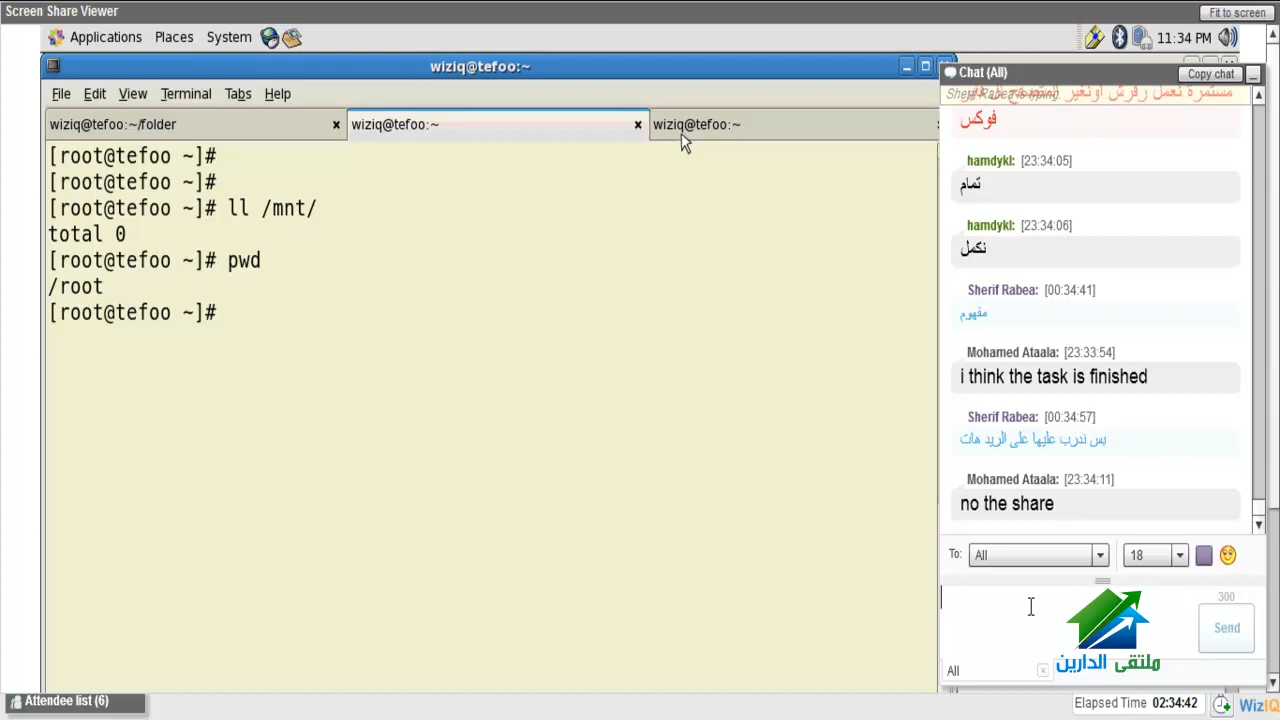 Screen Share Viewer
Fit to screen
Applications Places System
11:34 PM
wiziq@tefoo:~
File Edit View Terminal Tabs Help
wiziq@tefoo:~/folder
wiziq@tefoo:~
wiziq@tefoo:~
[root@tefoo ~]#
[root@tefoo ~]#
[root@tefoo ~]# ll /mnt/
total 0
[root@tefoo ~]# pwd
/root
[root@tefoo ~]#
Chat (All)
Copy chat
Sherif Rabea is typing.
فوكس
hamdykl: [23:34:05]
تمام
hamdykl: [23:34:06]
نكمل
Sherif Rabea: [00:34:41]
مفهوم
Mohamed Ataala: [23:33:54]
i think the task is finished
Sherif Rabea: [00:34:57]
بس ندرب عليها على الريد هات
Mohamed Ataala: [23:34:11]
no the share
To: All 18
300
Send
ملتقى الدارين
All
Attendee list (6)
Elapsed Time 02:34:42
WizIQ